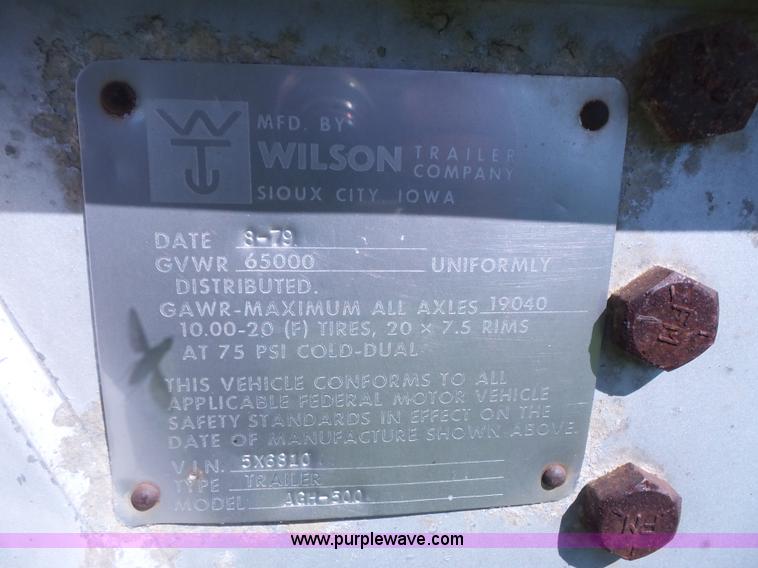 MFD. BY
WILSON TRAILER COMPANY
SIOUX CITY, IOWA
DATE 8-79
GVWR 65000 UNIFORMLY
DISTRIBUTED.
GAWR-MAXIMUM ALL AXLES 19040
10.00-20 (F) TIRES, 20 × 7.5 RIMS
AT 75 PSI COLD-DUAL
THIS VEHICLE CONFORMS TO ALL
APPLICABLE FEDERAL MOTOR VEHICLE
SAFETY STANDARDS IN EFFECT ON THE
DATE OF MANUFACTURE SHOWN ABOVE.
V.I.N. 5X6810
TYPE TRAILER
MODEL AGH-500
www.purplewave.com